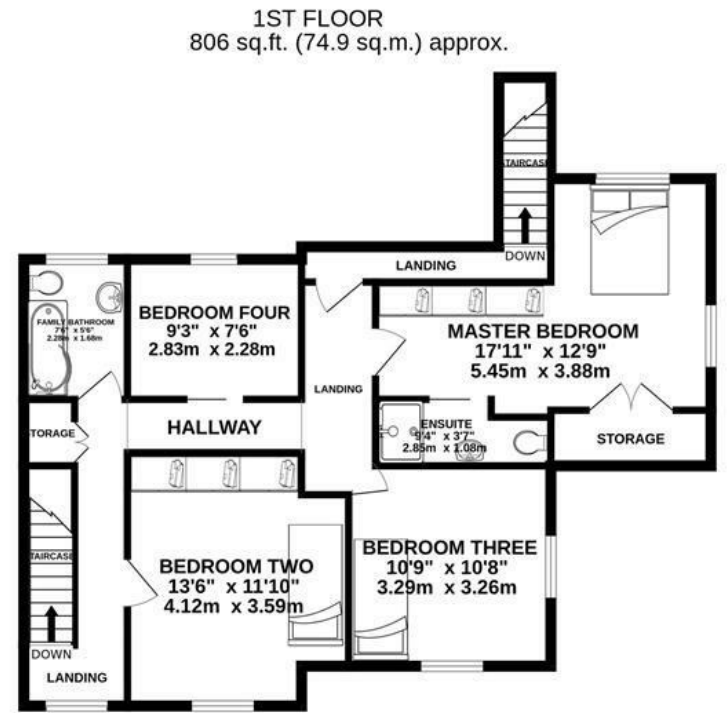 1ST FLOOR
806 sq.ft. (74.9 sq.m.) approx.
STAIRCASE
DOWN
LANDING
FAMILY BATHROOM
7'6" x 5'6"
2.28m x 1.68m
BEDROOM FOUR
9'3" x 7'6"
2.83m x 2.28m
MASTER BEDROOM
17'11" x 12'9"
5.45m x 3.88m
LANDING
STORAGE
HALLWAY
ENSUITE
9'4" x 3'7"
2.85m x 1.08m
STORAGE
BEDROOM TWO
13'6" x 11'10"
4.12m x 3.59m
BEDROOM THREE
10'9" x 10'8"
3.29m x 3.26m
STAIRCASE
DOWN
LANDING